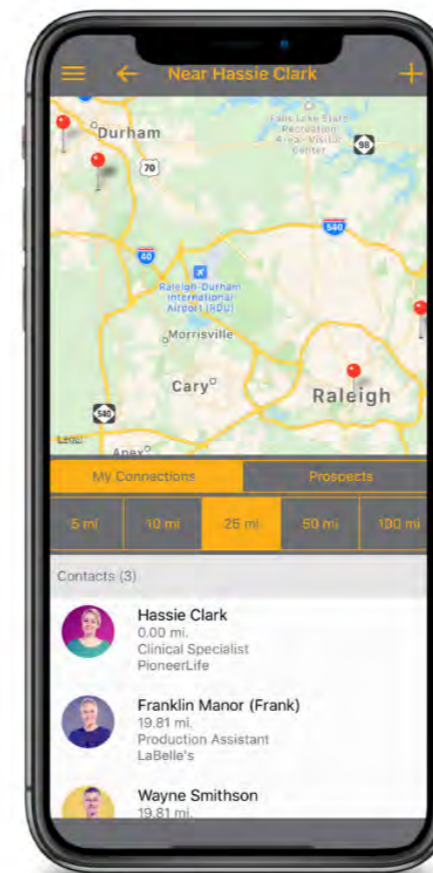 Near Hassie Clark
Falls Lake State
Recreation
Area- Visitor
Center
98
Durham
70
540
40
Raleigh-Durham
International
Airport (RDU)
Morrisville
Cary
Raleigh
540
Legal
Apex
My Connections
Prospects
5 mi
10 mi
25 mi
50 mi
100 mi
Contacts (3)
Hassie Clark
0.00 mi.
Clinical Specialist
PioneerLife
Franklin Manor (Frank)
19.81 mi.
Production Assistant
LaBelle's
Wayne Smithson
19.81 mi.